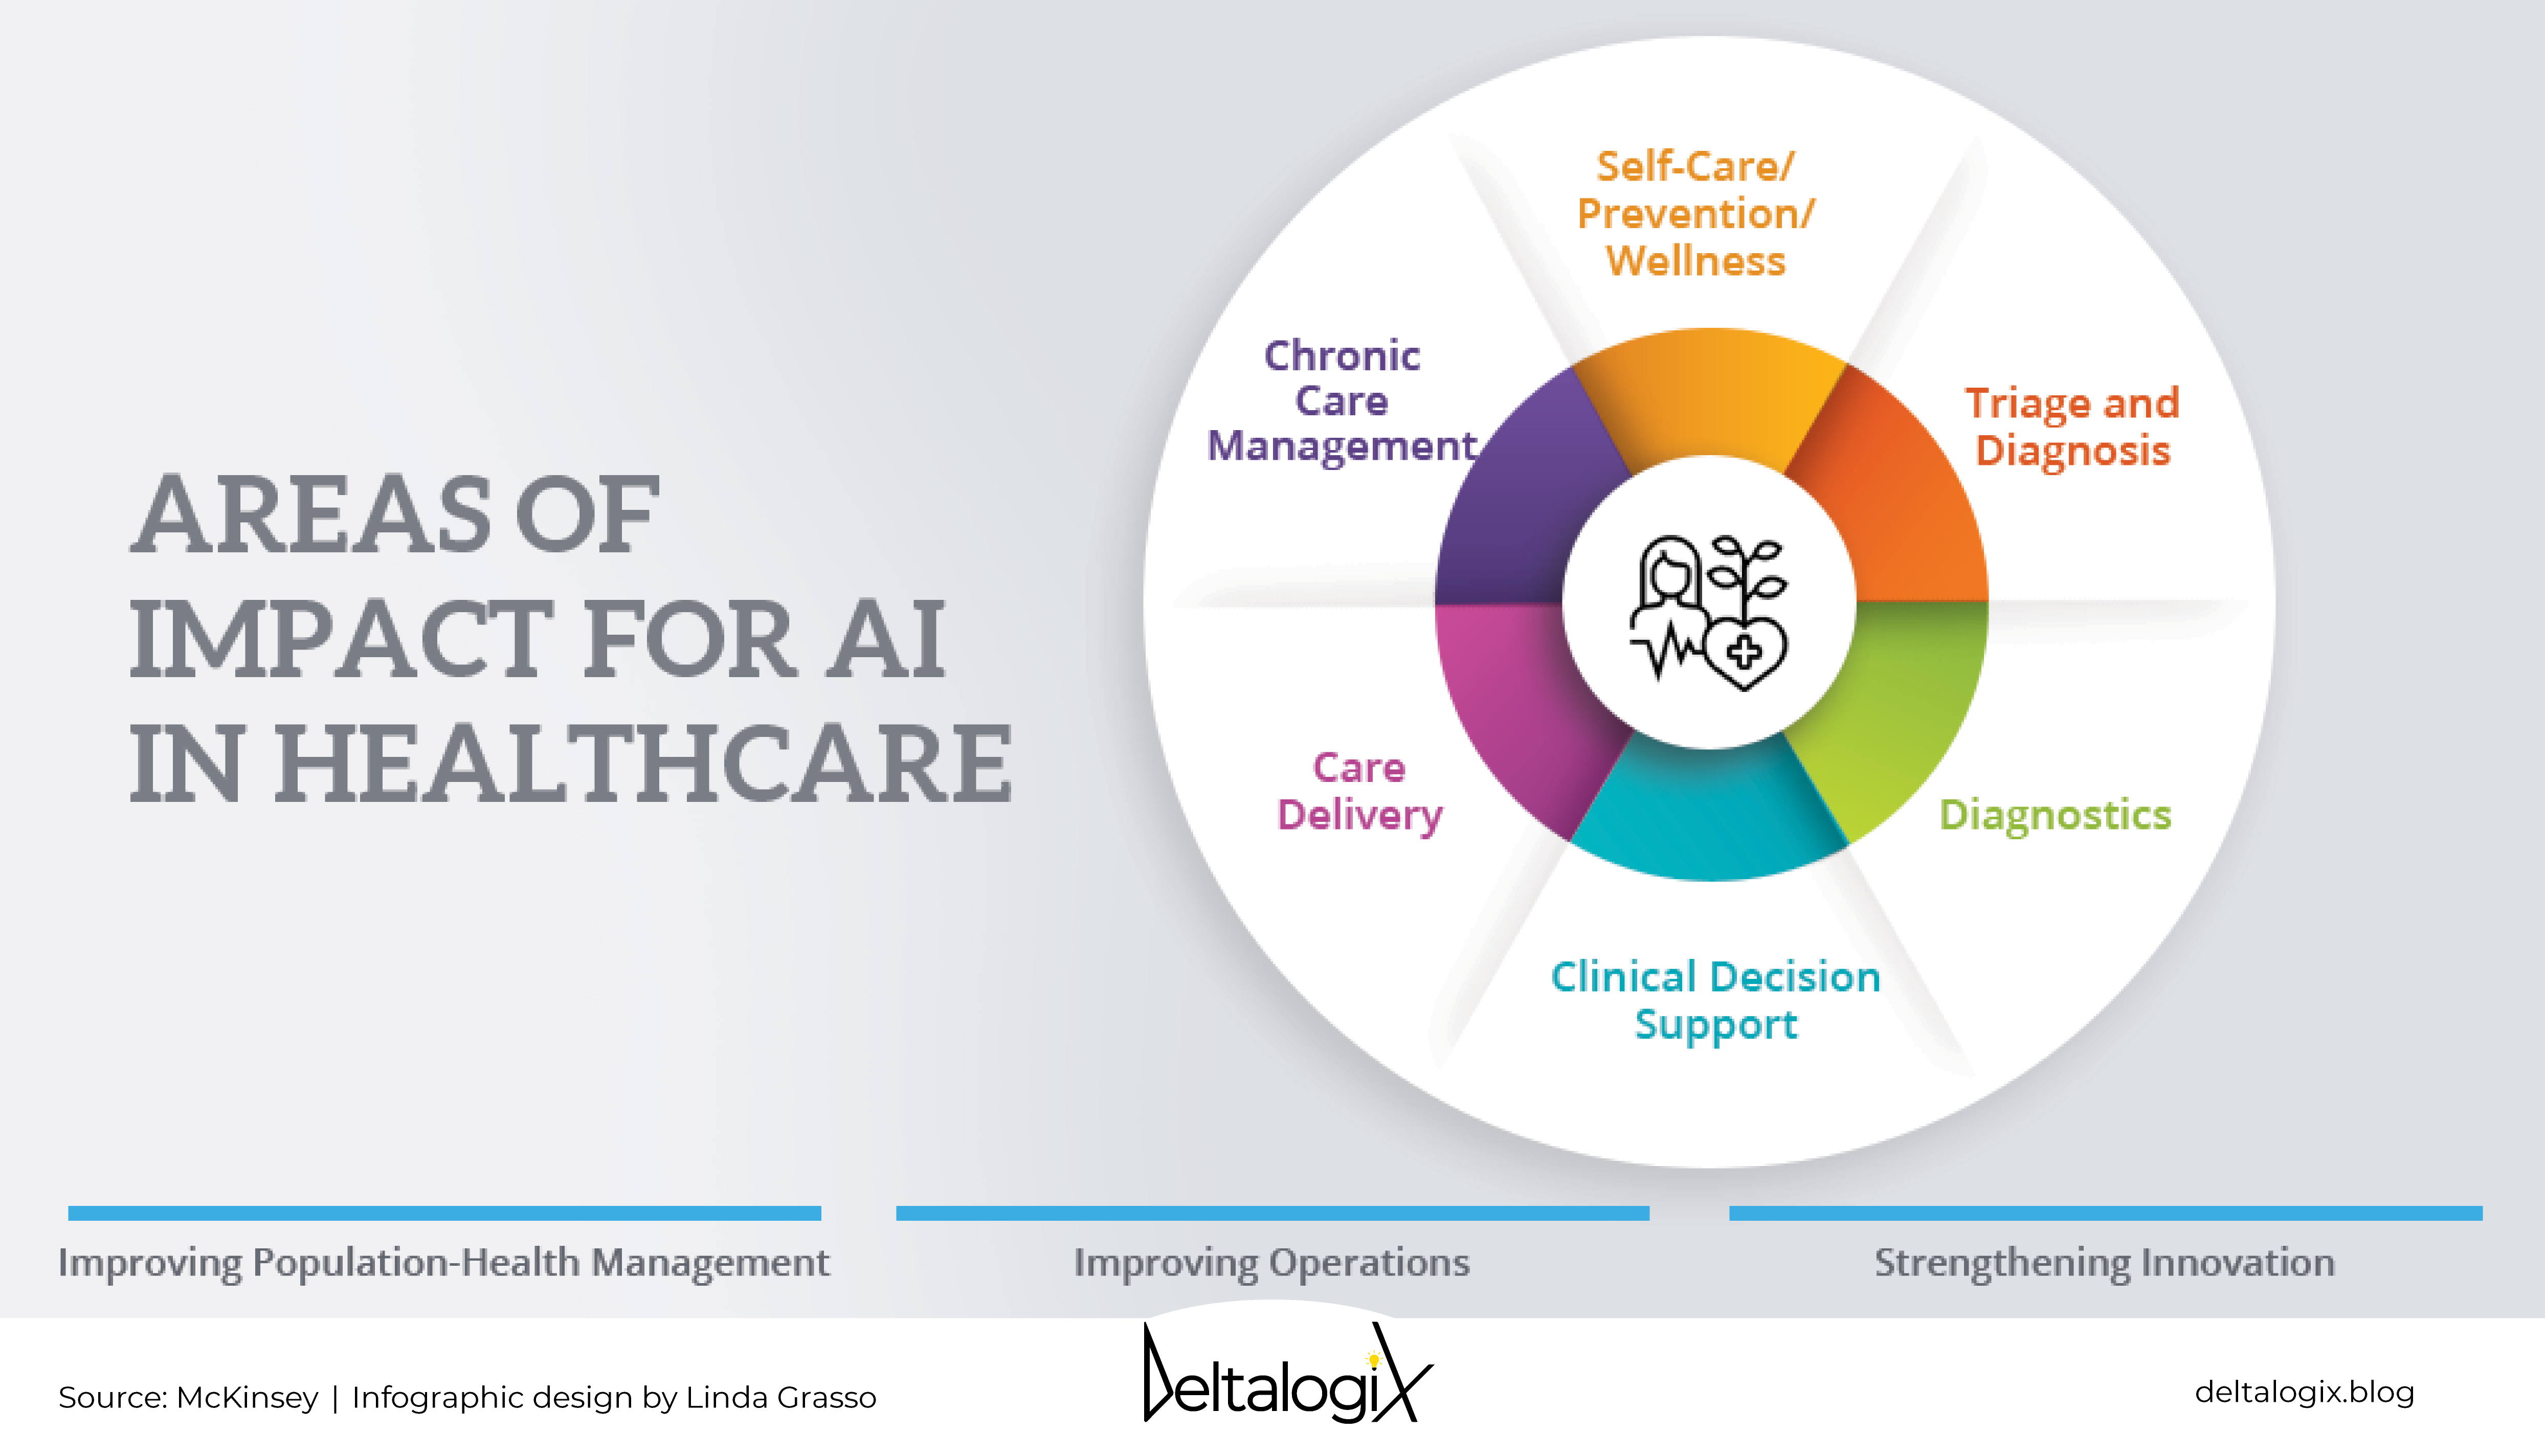 AREAS OF
IMPACT FOR AI
IN HEALTHCARE
Self-Care/
Prevention/
Wellness
Triage and
Diagnosis
Diagnostics
Clinical Decision
Support
Care
Delivery
Chronic
Care
Management
Improving Population-Health Management
Improving Operations
Strengthening Innovation
Source: McKinsey | Infographic design by Linda Grasso
DeltalogiX
deltalogix.blog